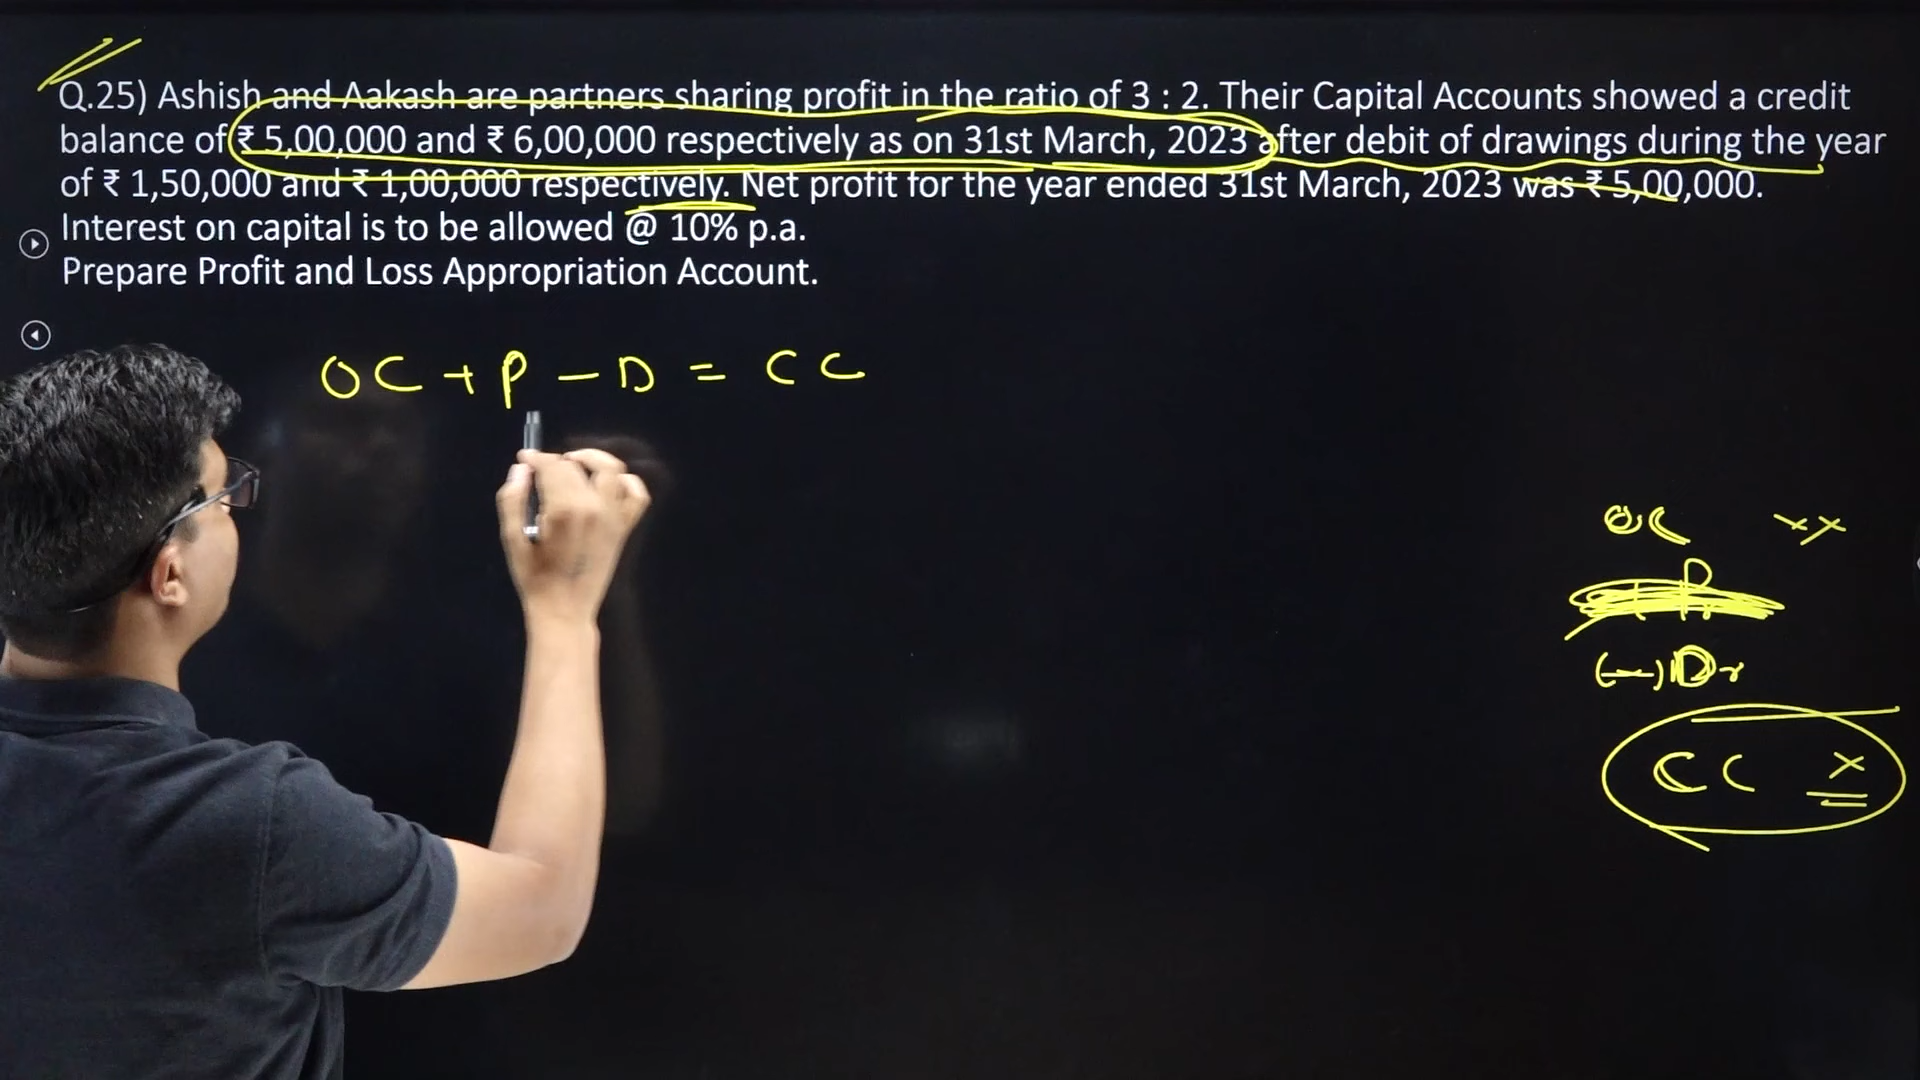 Q.25) Ashish and Aakash are partners sharing profit in the ratio of 3 : 2. Their Capital Accounts showed a credit
balance of ₹ 5,00,000 and ₹ 6,00,000 respectively as on 31st March, 2023 after debit of drawings during the year
of ₹ 1,50,000 and ₹ 1,00,000 respectively. Net profit for the year ended 31st March, 2023 was ₹ 5,00,000.
Interest on capital is to be allowed @ 10% p.a.
Prepare Profit and Loss Appropriation Account.
OC + P - D = CC
OC xx
(-) Dr
CC x